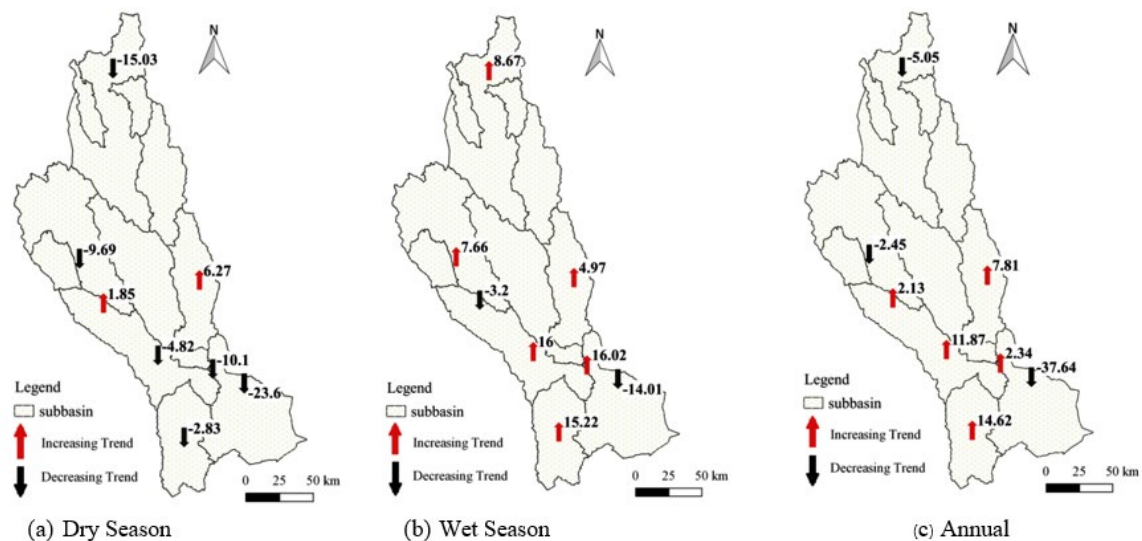 N
-15.03
-9.69
6.27
1.85
-4.82
-10.1
-23.6
-2.83
Legend
subbasin
Increasing Trend
Decreasing Trend
0 25 50 km
(a) Dry Season
N
8.67
7.66
4.97
-3.2
16
16.02
-14.01
15.22
Legend
subbasin
Increasing Trend
Decreasing Trend
0 25 50 km
(b) Wet Season
N
-5.05
-2.45
7.81
2.13
11.87
2.34
-37.64
14.62
Legend
subbasin
Increasing Trend
Decreasing Trend
0 25 50 km
(c) Annual